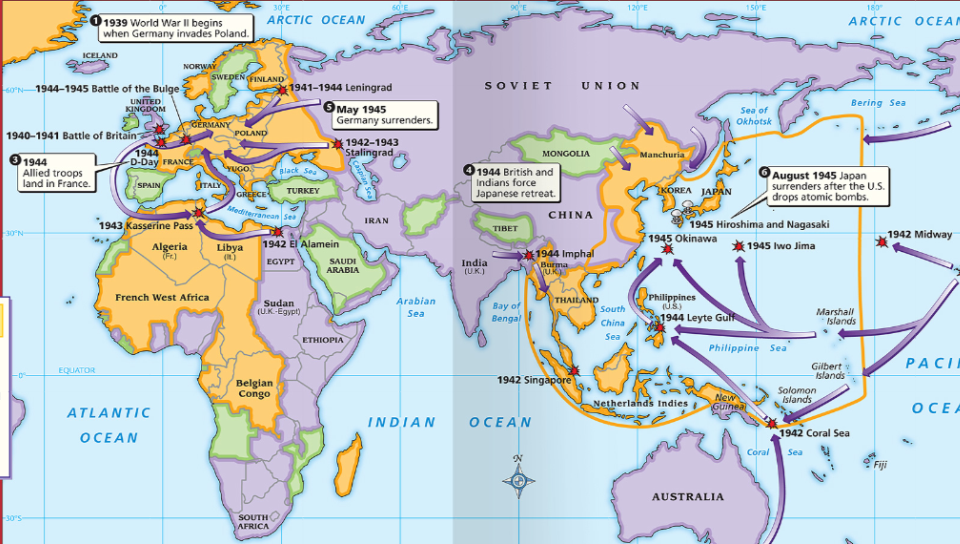 ARCTIC OCEAN
90°E
120°E
180°
ARCTIC OCEAN
1 1939 World War II begins
when Germany invades Poland.
ICELAND
NORWAY
SWEDEN
FINLAND
60°N
1944–1945 Battle of the Bulge
1941–1944 Leningrad
SOVIET UNION
Bering Sea
Sea of
Okhotsk
UNITED
KINGDOM
5 May 1945
Germany surrenders.
GERMANY
POLAND
1940–1941 Battle of Britain
1942–1943
Stalingrad
3 1944
Allied troops
land in France.
1944
D-Day
FRANCE
MONGOLIA
Manchuria
4 1944 British and
Indians force
Japanese retreat.
6 August 1945 Japan
surrenders after the U.S.
drops atomic bombs.
YUGO.
Black Sea
Caspian Sea
SPAIN
ITALY
GREECE
TURKEY
KOREA
JAPAN
Mediterranean Sea
CHINA
1943 Kasserine Pass
IRAN
TIBET
1945 Hiroshima and Nagasaki
30°N
1942 El Alamein
1945 Okinawa
1945 Iwo Jima
1942 Midway
Algeria
(Fr.)
Libya
(It.)
EGYPT
SAUDI
ARABIA
India
(U.K.)
1944 Imphal
Burma
(U.K.)
French West Africa
Sudan
(U.K.-Egypt)
Arabian
Sea
Bay of
Bengal
THAILAND
South
China
Sea
Philippines
(U.S.)
1944 Leyte Gulf
Marshall
Islands
ETHIOPIA
Philippine Sea
EQUATOR
0°
Gilbert
Islands
PACIFI
Belgian
Congo
1942 Singapore
Netherlands Indies
New
Guinea
Solomon
Islands
OCEA
ATLANTIC
OCEAN
INDIAN OCEAN
1942 Coral Sea
Coral Sea
Fiji
N
AUSTRALIA
SOUTH
AFRICA
30°S